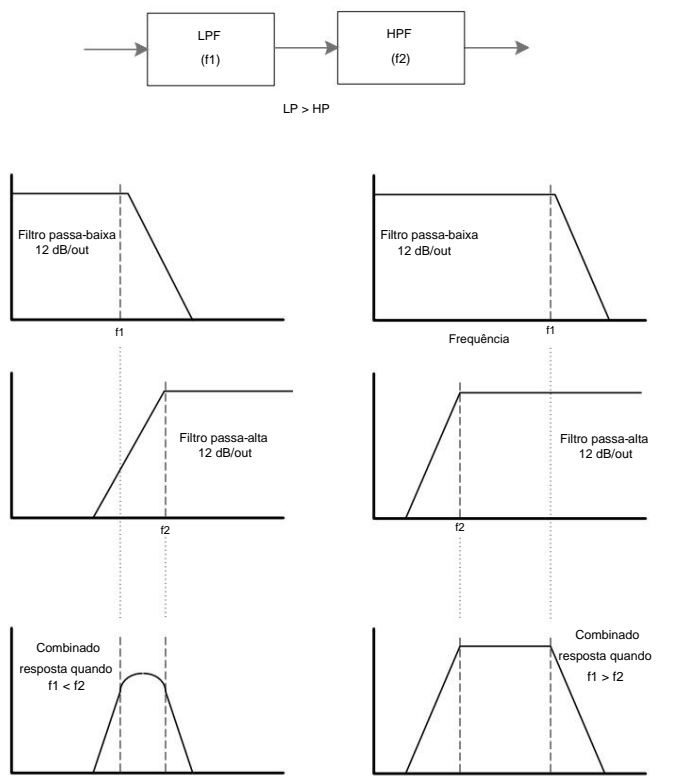 LPF
(f1)
HPF
(f2)
LP > HP
Filtro passa-baixa
12 dB/out
f1
Filtro passa-baixa
12 dB/out
Frequência
f1
Filtro passa-alta
12 dB/out
f2
Filtro passa-alta
12 dB/out
f2
Combinado
resposta quando
f1 < f2
Combinado
resposta quando
f1 > f2